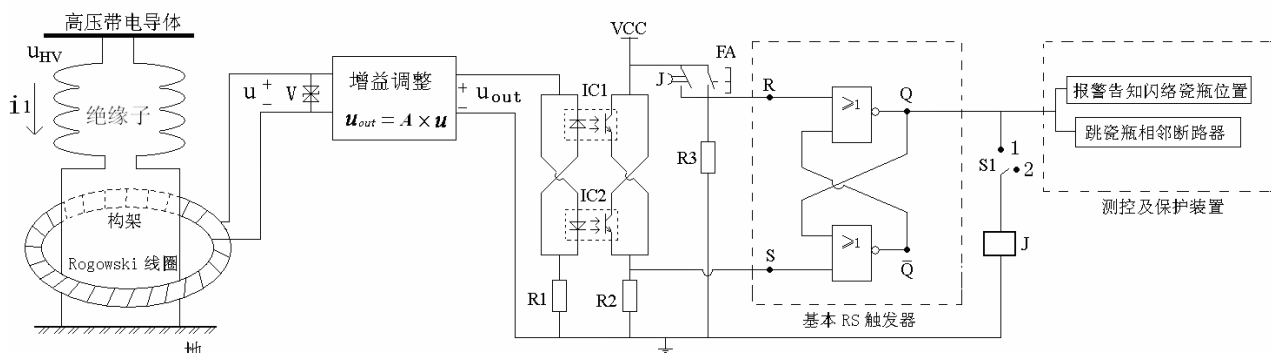 高压带电导体
uHV
i1
绝缘子
构架
Rogowski 线圈
地
u
+
−
V
增益调整
uout = A × u
+
−
uout
VCC
IC1
IC2
R1
R2
R3
J
FA
R
S
≥1
≥1
Q
Q̄
基本 RS 触发器
S1
1
2
J
报警告知闪络瓷瓶位置
跳瓷瓶相邻断路器
测控及保护装置